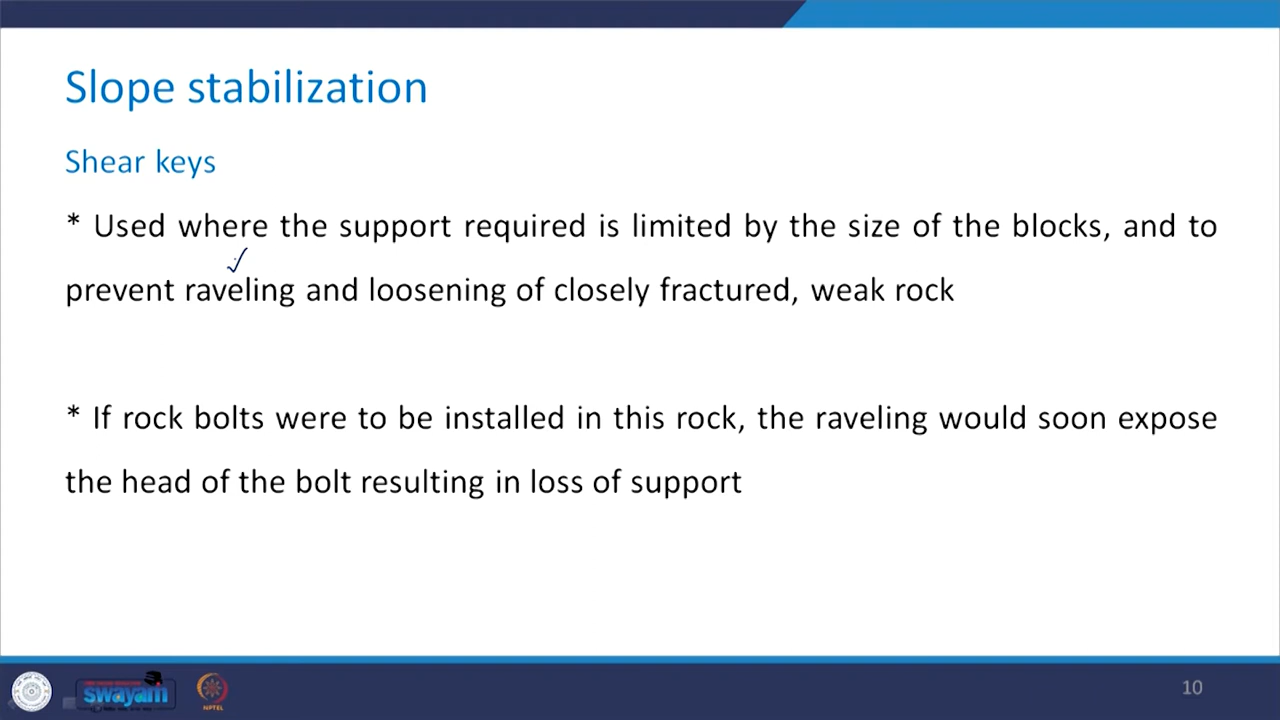 Slope stabilization
Shear keys
* Used where the support required is limited by the size of the blocks, and to
prevent raveling and loosening of closely fractured, weak rock
* If rock bolts were to be installed in this rock, the raveling would soon expose
the head of the bolt resulting in loss of support
swayam
NPTEL
10